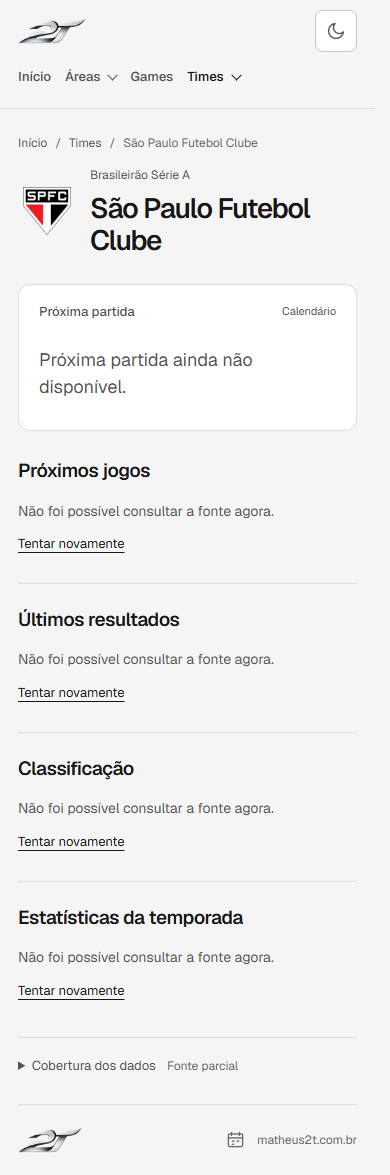 2T
Início Áreas Games Times
Início / Times / São Paulo Futebol Clube
SPFC
Brasileirão Série A
São Paulo Futebol
Clube
Próxima partida Calendário
Próxima partida ainda não
disponível.
Próximos jogos
Não foi possível consultar a fonte agora.
Tentar novamente
Últimos resultados
Não foi possível consultar a fonte agora.
Tentar novamente
Classificação
Não foi possível consultar a fonte agora.
Tentar novamente
Estatísticas da temporada
Não foi possível consultar a fonte agora.
Tentar novamente
Cobertura dos dados Fonte parcial
2T matheus2t.com.br